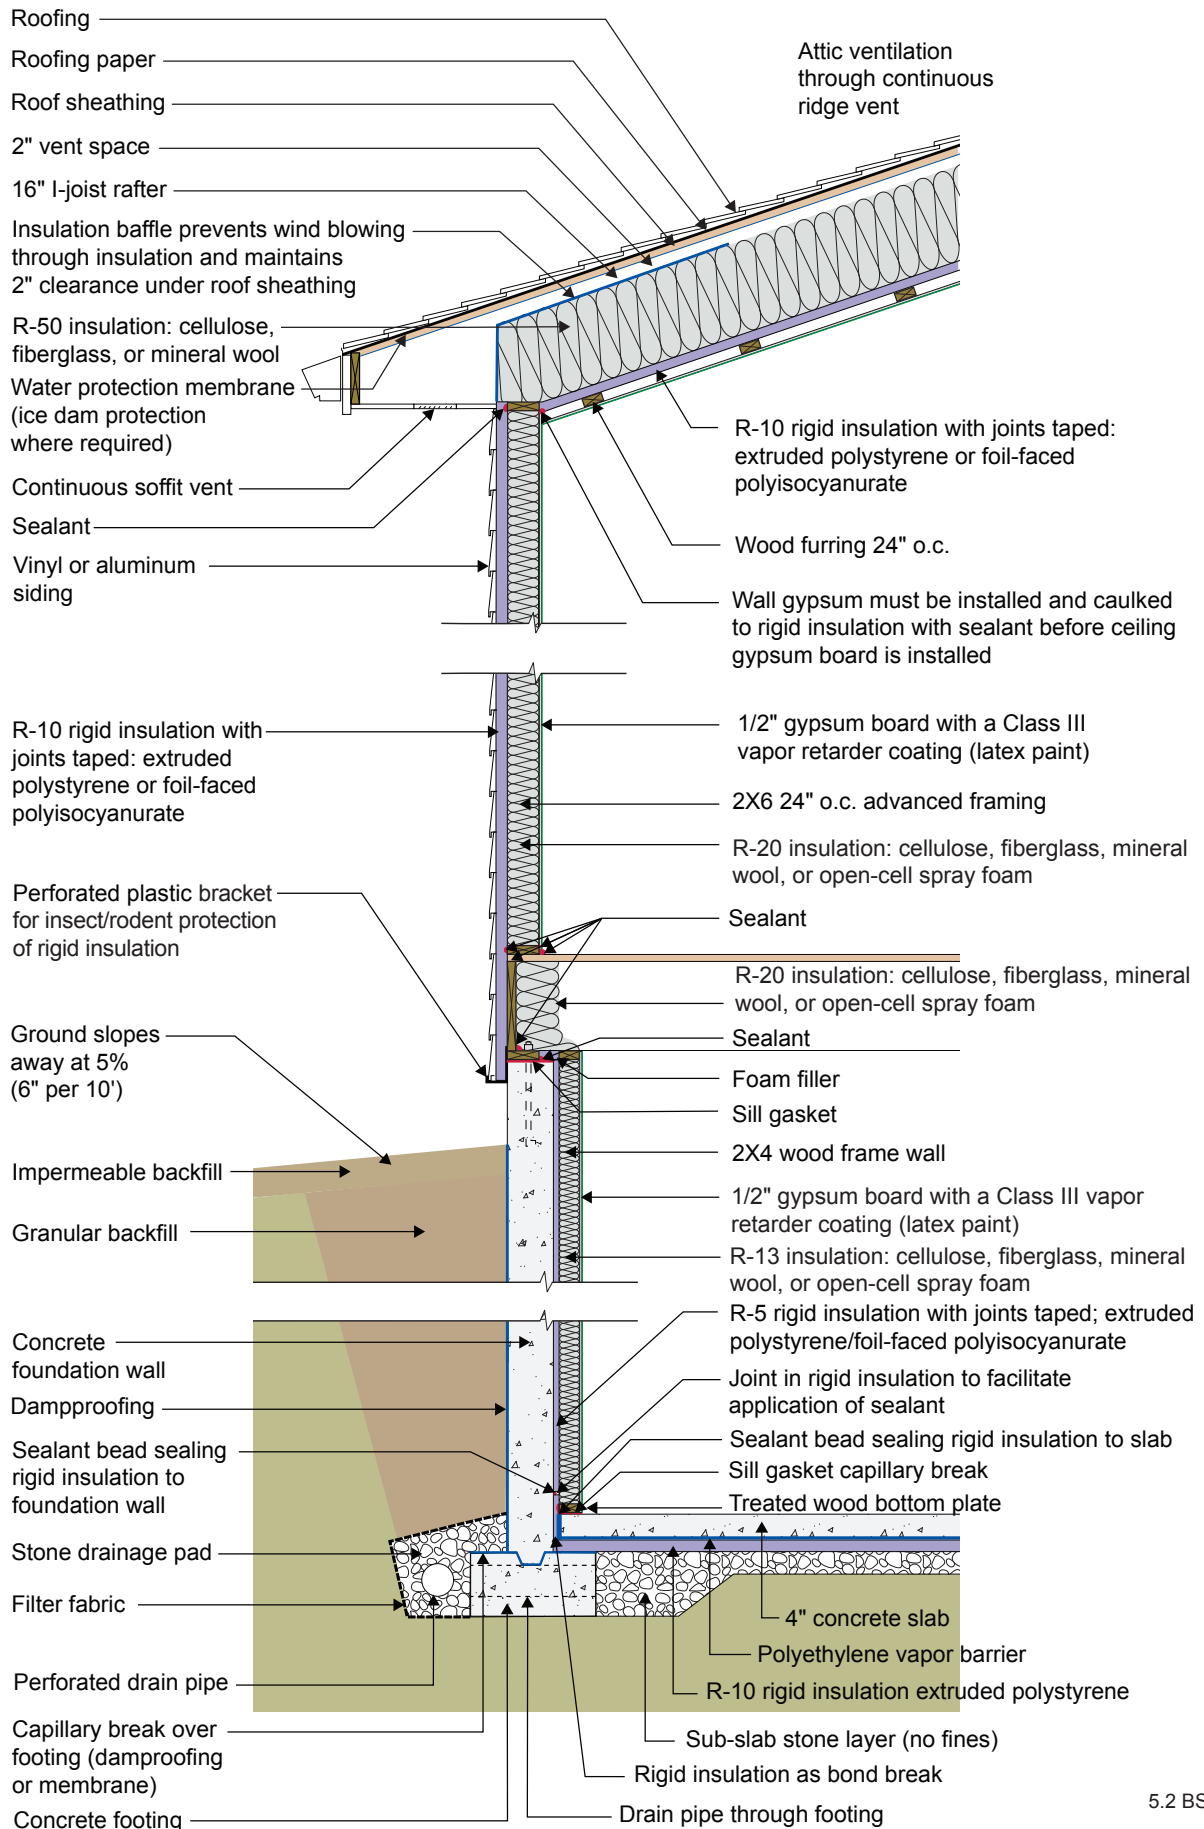 Roofing
Roofing paper
Roof sheathing
2" vent space
16" I-joist rafter
Insulation baffle prevents wind blowing
through insulation and maintains
2" clearance under roof sheathing
R-50 insulation: cellulose,
fiberglass, or mineral wool
Water protection membrane
(ice dam protection
where required)
Continuous soffit vent
Sealant
Vinyl or aluminum
siding
R-10 rigid insulation with
joints taped: extruded
polystyrene or foil-faced
polyisocyanurate
Perforated plastic bracket
for insect/rodent protection
of rigid insulation
Ground slopes
away at 5%
(6" per 10')
Impermeable backfill
Granular backfill
Concrete
foundation wall
Dampproofing
Sealant bead sealing
rigid insulation to
foundation wall
Stone drainage pad
Filter fabric
Perforated drain pipe
Capillary break over
footing (damproofing
or membrane)
Concrete footing
Attic ventilation
through continuous
ridge vent
R-10 rigid insulation with joints taped:
extruded polystyrene or foil-faced
polyisocyanurate
Wood furring 24" o.c.
Wall gypsum must be installed and caulked
to rigid insulation with sealant before ceiling
gypsum board is installed
1/2" gypsum board with a Class III
vapor retarder coating (latex paint)
2X6 24" o.c. advanced framing
R-20 insulation: cellulose, fiberglass, mineral
wool, or open-cell spray foam
Sealant
R-20 insulation: cellulose, fiberglass, mineral
wool, or open-cell spray foam
Sealant
Foam filler
Sill gasket
2X4 wood frame wall
1/2" gypsum board with a Class III vapor
retarder coating (latex paint)
R-13 insulation: cellulose, fiberglass, mineral
wool, or open-cell spray foam
R-5 rigid insulation with joints taped; extruded
polystyrene/foil-faced polyisocyanurate
Joint in rigid insulation to facilitate
application of sealant
Sealant bead sealing rigid insulation to slab
Sill gasket capillary break
Treated wood bottom plate
4" concrete slab
Polyethylene vapor barrier
R-10 rigid insulation extruded polystyrene
Sub-slab stone layer (no fines)
Rigid insulation as bond break
Drain pipe through footing
5.2 BS